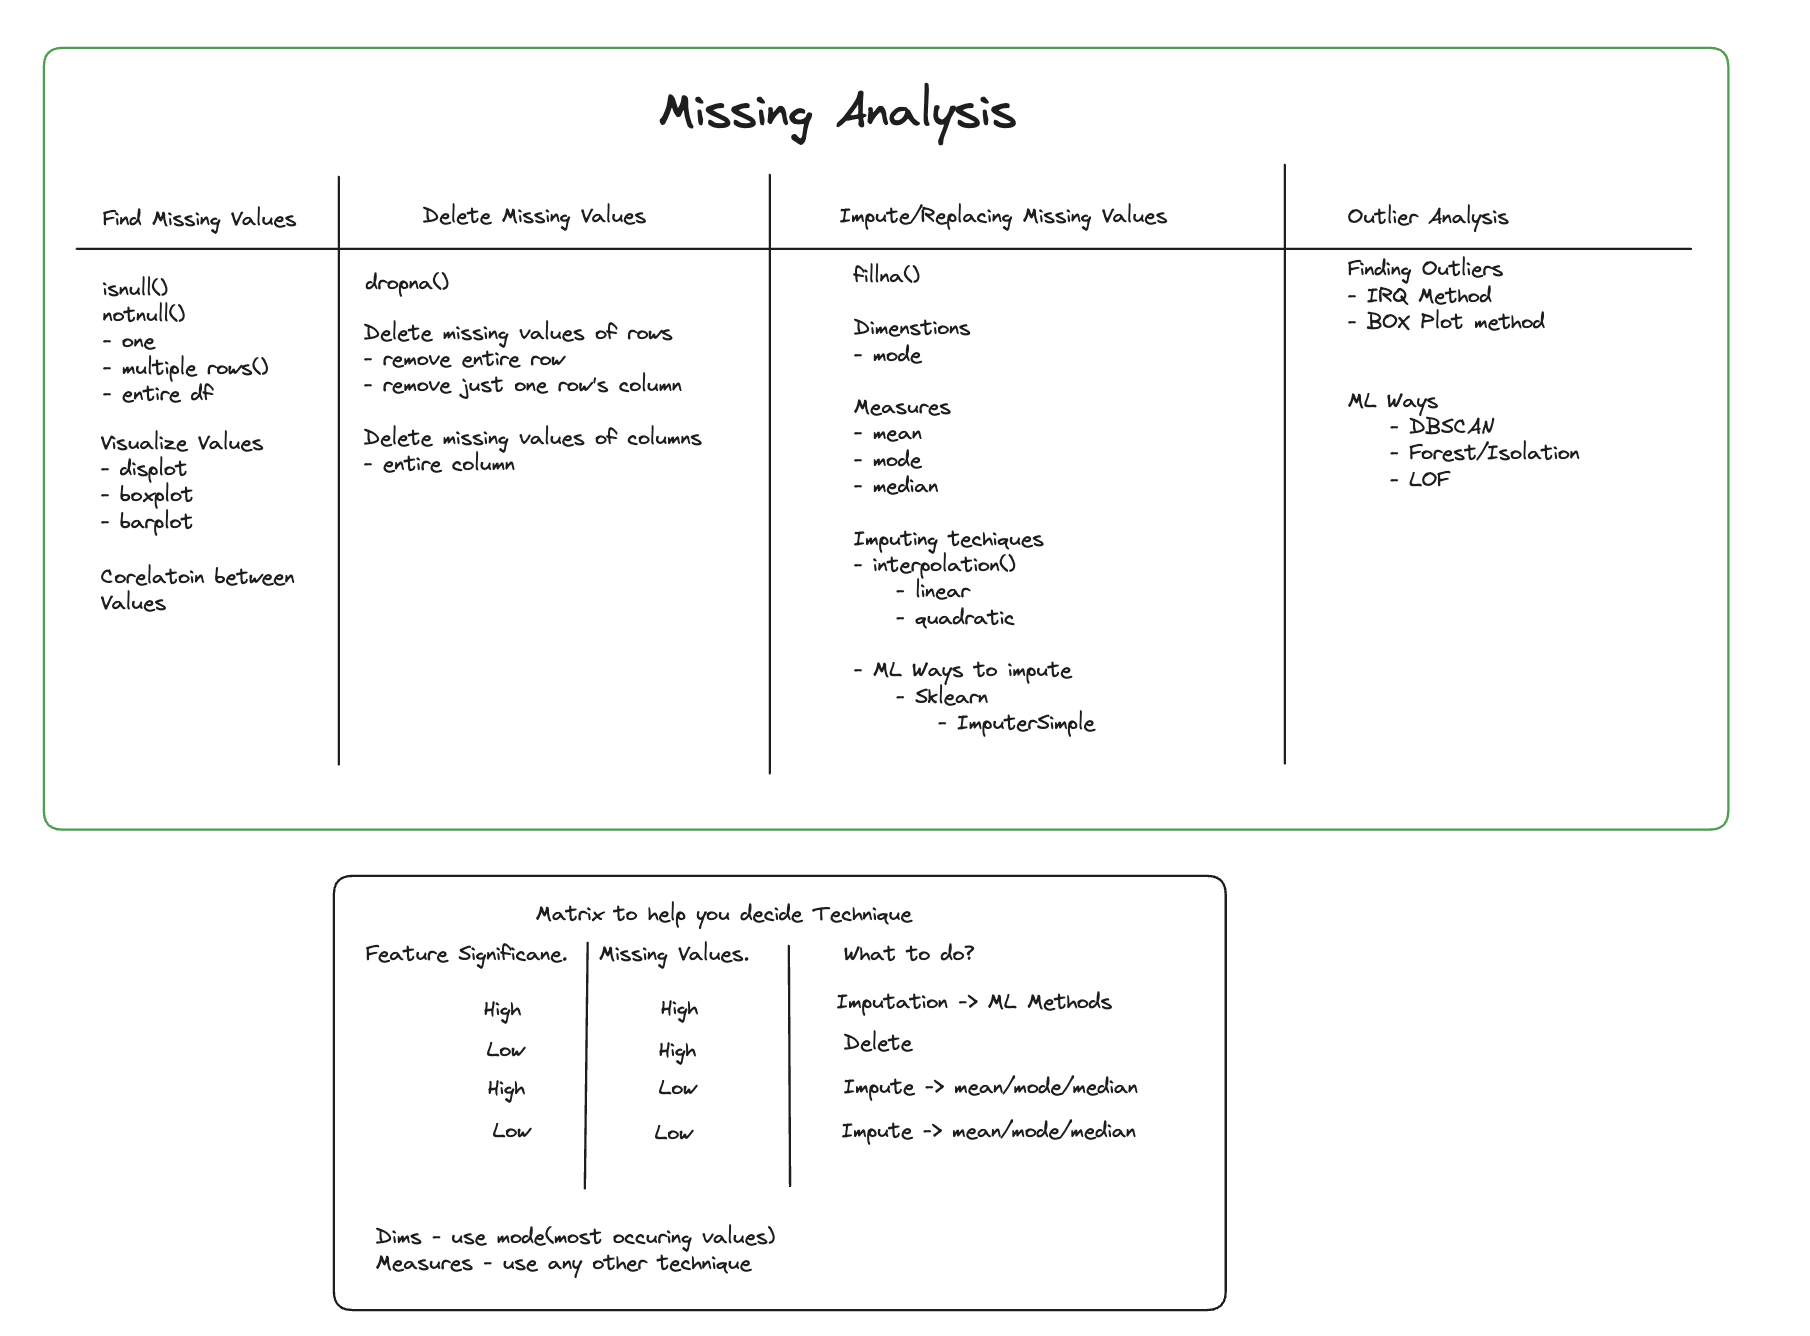 Missing Analysis
Find Missing Values
Delete Missing Values
Impute/Replacing Missing Values
Outlier Analysis
isnull()
notnull()
- one
- multiple rows()
- entire df
Visualize Values
- displot
- boxplot
- barplot
Corelatoin between
Values
dropna()
Delete missing values of rows
- remove entire row
- remove just one row's column
Delete missing values of columns
- entire column
fillna()
Dimenstions
- mode
Measures
- mean
- mode
- median
Imputing techiques
- interpolation()
- linear
- quadratic
- ML Ways to impute
- Sklearn
- ImputerSimple
Finding Outliers
- IRQ Method
- BOX Plot method
ML Ways
- DBSCAN
- Forest/Isolation
- LOF
Matrix to help you decide Technique
Feature Significane. Missing Values. What to do?
High High Imputation -> ML Methods
Low High Delete
High Low Impute -> mean/mode/median
Low Low Impute -> mean/mode/median
Dims - use mode(most occuring values)
Measures - use any other technique